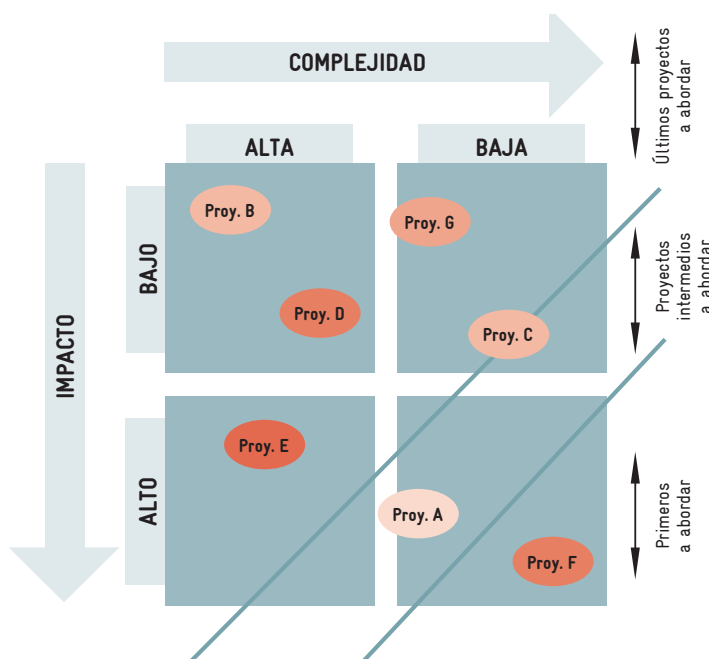 COMPLEJIDAD
ALTA
BAJA
IMPACTO
BAJO
ALTO
Proy. B
Proy. G
Proy. D
Proy. C
Proy. E
Proy. A
Proy. F
Últimos proyectos
a abordar
Proyectos
intermedios
a abordar
Primeros
a abordar